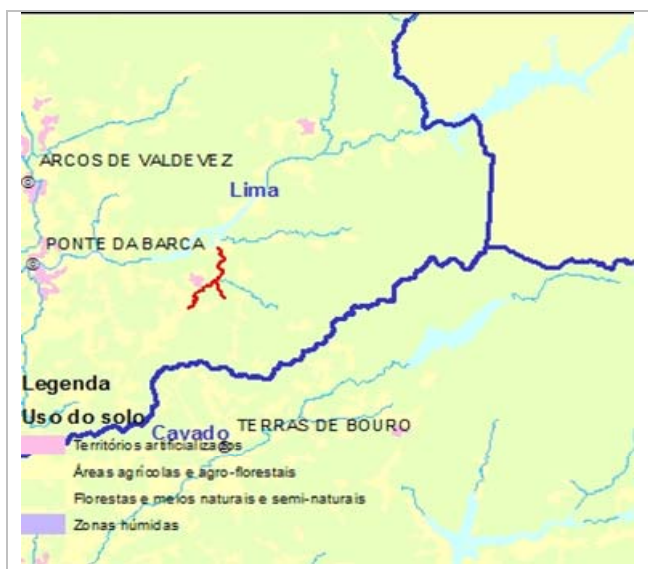 ARCOS DE VALDEVEZ
Lima
PONTE DA BARCA
Legenda
Uso do solo
Cavado
TERRAS DE BOURO
Territórios artificializados
Áreas agrícolas e agro-florestais
Florestas e meios naturais e semi-naturais
Zonas húmidas